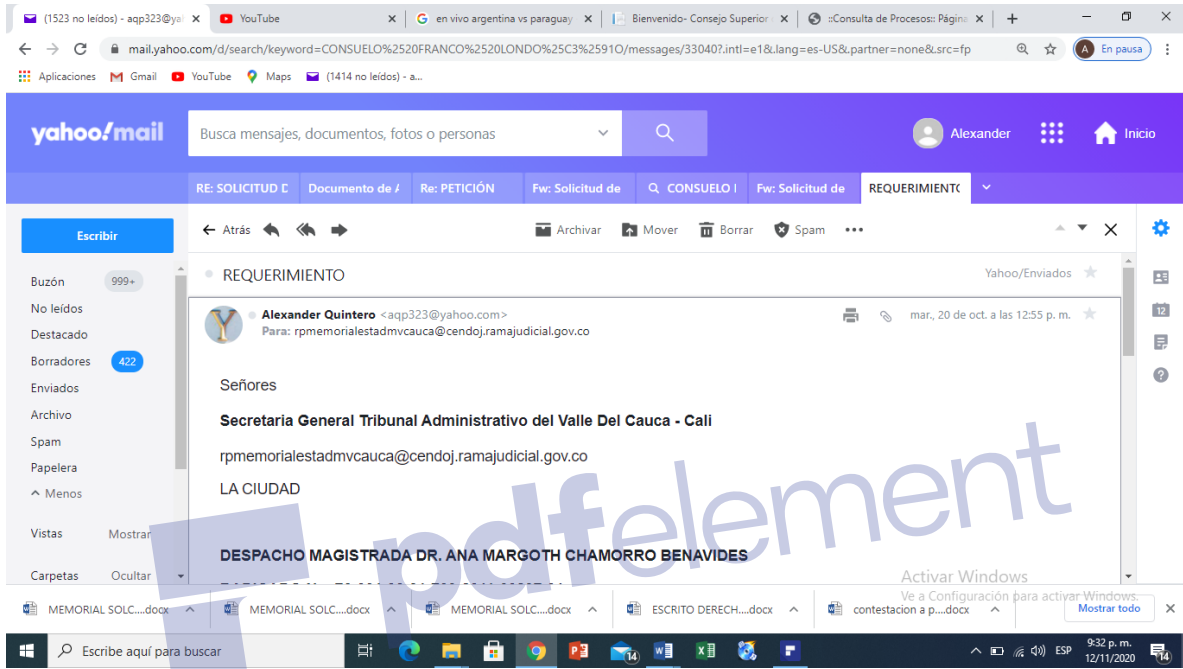 (1523 no leídos) - aqp323@yal
YouTube
en vivo argentina vs paraguay
Bienvenido- Consejo Superior
::Consulta de Procesos:: Página
mail.yahoo.com/d/search/keyword=CONSUELO%2520FRANCO%2520LONDO%25C3%2591O/messages/33040?.intl=e1&.lang=es-US&.partner=none&.src=fp
A En pausa
Aplicaciones
Gmail
YouTube
Maps
(1414 no leídos) - a...
yahoo!mail
Busca mensajes, documentos, fotos o personas
Alexander
Inicio
RE: SOLICITUD D
Documento de
Re: PETICIÓN
Fw: Solicitud de
CONSUELO
Fw: Solicitud de
REQUERIMIENTO
Escribir
Atrás
Archivar
Mover
Borrar
Spam
Buzón 999+
No leídos
Destacado
Borradores 422
Enviados
Archivo
Spam
Papelera
Menos
Vistas Mostrar
Carpetas Ocultar
REQUERIMIENTO
Yahoo/Enviados
Alexander Quintero <aqp323@yahoo.com>
mar., 20 de oct. a las 12:55 p. m.
Para: rpmemorialestadmvcauca@cendoj.ramajudicial.gov.co
12
Señores
Secretaria General Tribunal Administrativo del Valle Del Cauca - Cali
rpmemorialestadmvcauca@cendoj.ramajudicial.gov.co
LA CIUDAD
DESPACHO MAGISTRADA DR. ANA MARGOTH CHAMORRO BENAVIDES
pdfelement
Activar Windows
Ve a Configuración para activar Windows.
MEMORIAL SOLC....docx
MEMORIAL SOLC....docx
MEMORIAL SOLC....docx
ESCRITO DERECH....docx
contestacion a p....docx
Mostrar todo
Escribe aquí para buscar
14
ESP
9:32 p. m.
12/11/2020
14